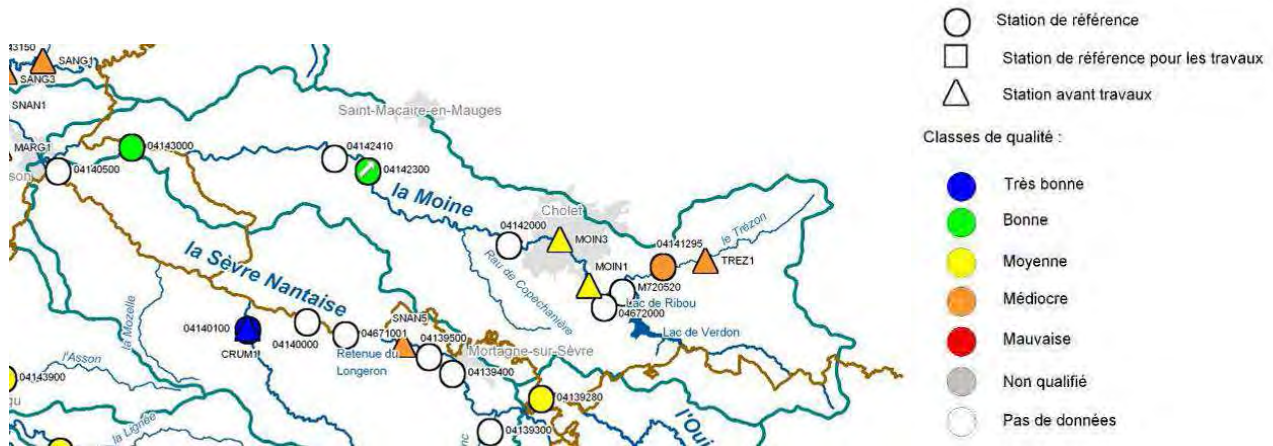 43150
SANG1
SANG3
SNAN1
MARG1
son
04140500
04143000
Saint-Macaire-en-Mauges
04142410
04142300
la Moine
Cholet
04142000
MOIN3
MOIN1
04141295
le Trézon
TREZ1
M720520
Lac de Ribou
04672000
Lac de Verdon
Rau de Copechanière
la Sèvre Nantaise
la Mozelle
04140100
CRUM1
04140000
04671001
Retenue du
Longeron
SNAN5
04139500
Mortagne-sur-Sèvre
04139400
04139280
04139300
l'Asson
04143900
gu
la Lignée
nc
l'Oui
Station de référence
Station de référence pour les travaux
Station avant travaux
Classes de qualité :
Très bonne
Bonne
Moyenne
Médiocre
Mauvaise
Non qualifié
Pas de données